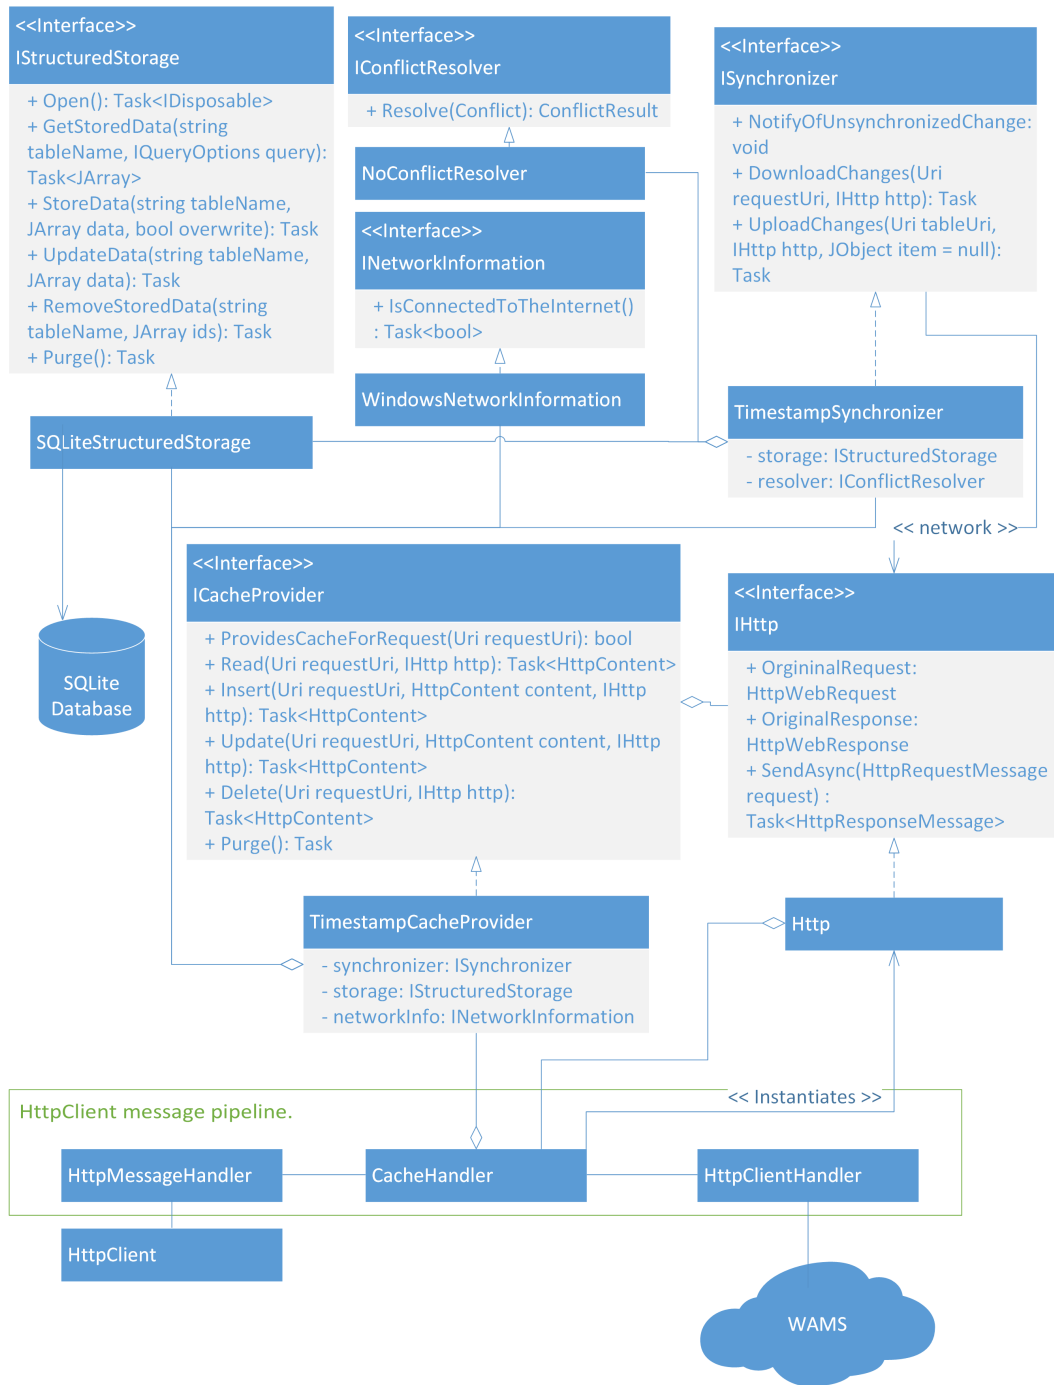 <<Interface>>
IStructuredStorage
+ Open(): Task<IDisposable>
+ GetStoredData(string
tableName, IQueryOptions query):
Task<JArray>
+ StoreData(string tableName,
JArray data, bool overwrite): Task
+ UpdateData(string tableName,
JArray data): Task
+ RemoveStoredData(string
tableName, JArray ids): Task
+ Purge(): Task
<<Interface>>
IConflictResolver
+ Resolve(Conflict): ConflictResult
NoConflictResolver
<<Interface>>
INetworkInformation
+ IsConnectedToTheInternet()
: Task<bool>
WindowsNetworkInformation
<<Interface>>
ISynchronizer
+ NotifyOfUnsynchronizedChange:
void
+ DownloadChanges(Uri
requestUri, IHttp http): Task
+ UploadChanges(Uri tableUri,
IHttp http, JObject item = null):
Task
SQLiteStructuredStorage
TimestampSynchronizer
- storage: IStructuredStorage
- resolver: IConflictResolver
<< network >>
SQLite
Database
<<Interface>>
ICacheProvider
+ ProvidesCacheForRequest(Uri requestUri): bool
+ Read(Uri requestUri, IHttp http): Task<HttpContent>
+ Insert(Uri requestUri, HttpContent content, IHttp
http): Task<HttpContent>
+ Update(Uri requestUri, HttpContent content, IHttp
http): Task<HttpContent>
+ Delete(Uri requestUri, IHttp http):
Task<HttpContent>
+ Purge(): Task
<<Interface>>
IHttp
+ OrgininalRequest:
HttpWebRequest
+ OriginalResponse:
HttpWebResponse
+ SendAsync(HttpRequestMessage
request) :
Task<HttpResponseMessage>
TimestampCacheProvider
- synchronizer: ISynchronizer
- storage: IStructuredStorage
- networkInfo: INetworkInformation
Http
<< Instantiates >>
HttpClient message pipeline.
HttpMessageHandler
CacheHandler
HttpClientHandler
HttpClient
WAMS